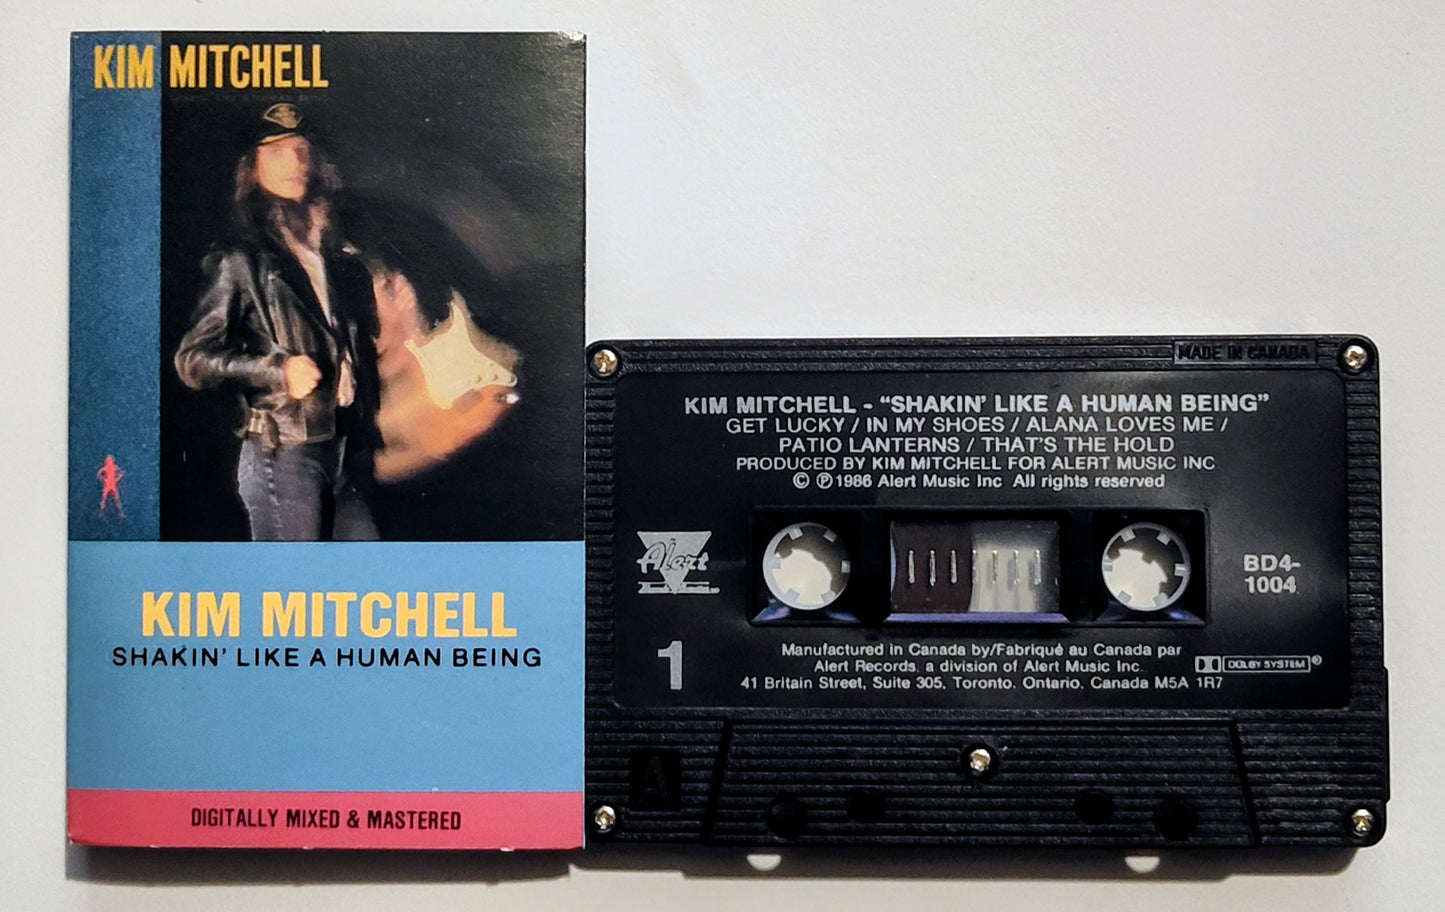 KIM MITCHELL
SHAKIN' LIKE A HUMAN BEING
KIM MITCHELL
SHAKIN' LIKE A HUMAN BEING
DIGITALLY MIXED & MASTERED
MADE IN CANADA
KIM MITCHELL - “SHAKIN' LIKE A HUMAN BEING”
GET LUCKY / IN MY SHOES / ALANA LOVES ME /
PATIO LANTERNS / THAT'S THE HOLD
PRODUCED BY KIM MITCHELL FOR ALERT MUSIC INC
© ℗ 1986 Alert Music Inc All rights reserved
Alert
BD4-
1004
1
Manufactured in Canada by/Fabriqué au Canada par
Alert Records, a division of Alert Music Inc.
DOLBY SYSTEM®
41 Britain Street, Suite 305, Toronto, Ontario, Canada M5A 1R7
A